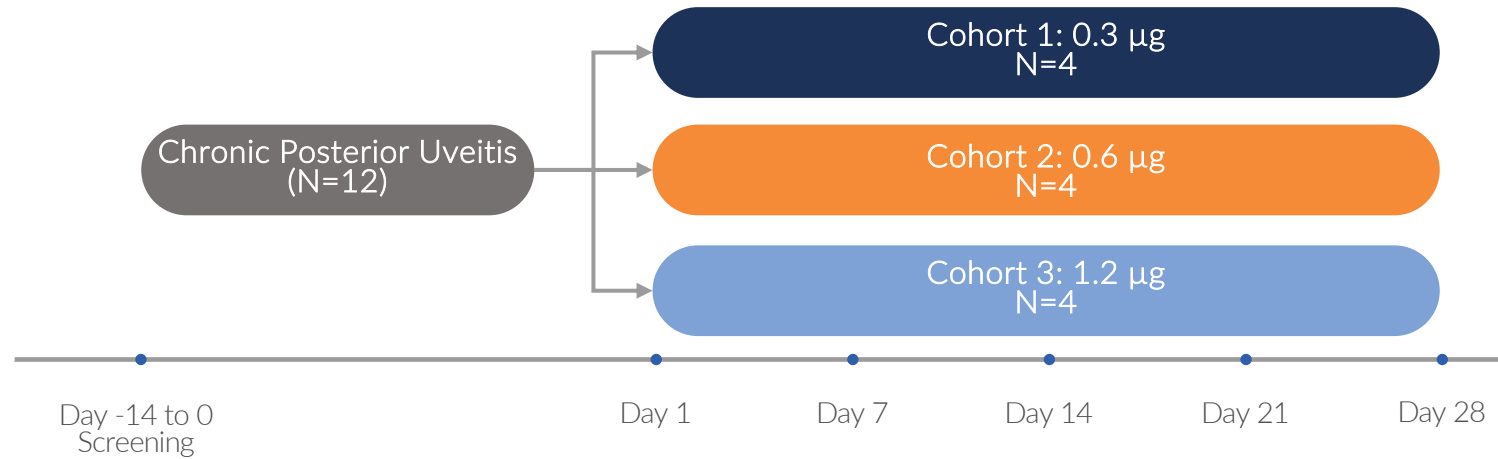 Cohort 1: 0.3 μg
N=4
Chronic Posterior Uveitis
(N=12)
Cohort 2: 0.6 μg
N=4
Cohort 3: 1.2 μg
N=4
Day -14 to 0
Screening
Day 1
Day 7
Day 14
Day 21
Day 28